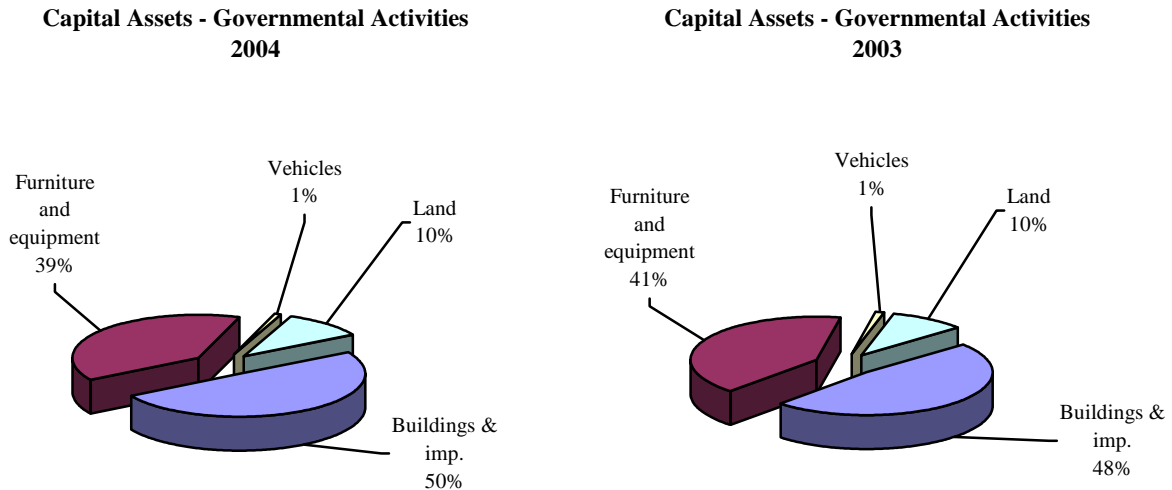 Capital Assets - Governmental Activities
2004
Vehicles
1%
Furniture
and
equipment
39%
Land
10%
Buildings &
imp.
50%
Capital Assets - Governmental Activities
2003
Vehicles
1%
Furniture
and
equipment
41%
Land
10%
Buildings &
imp.
48%